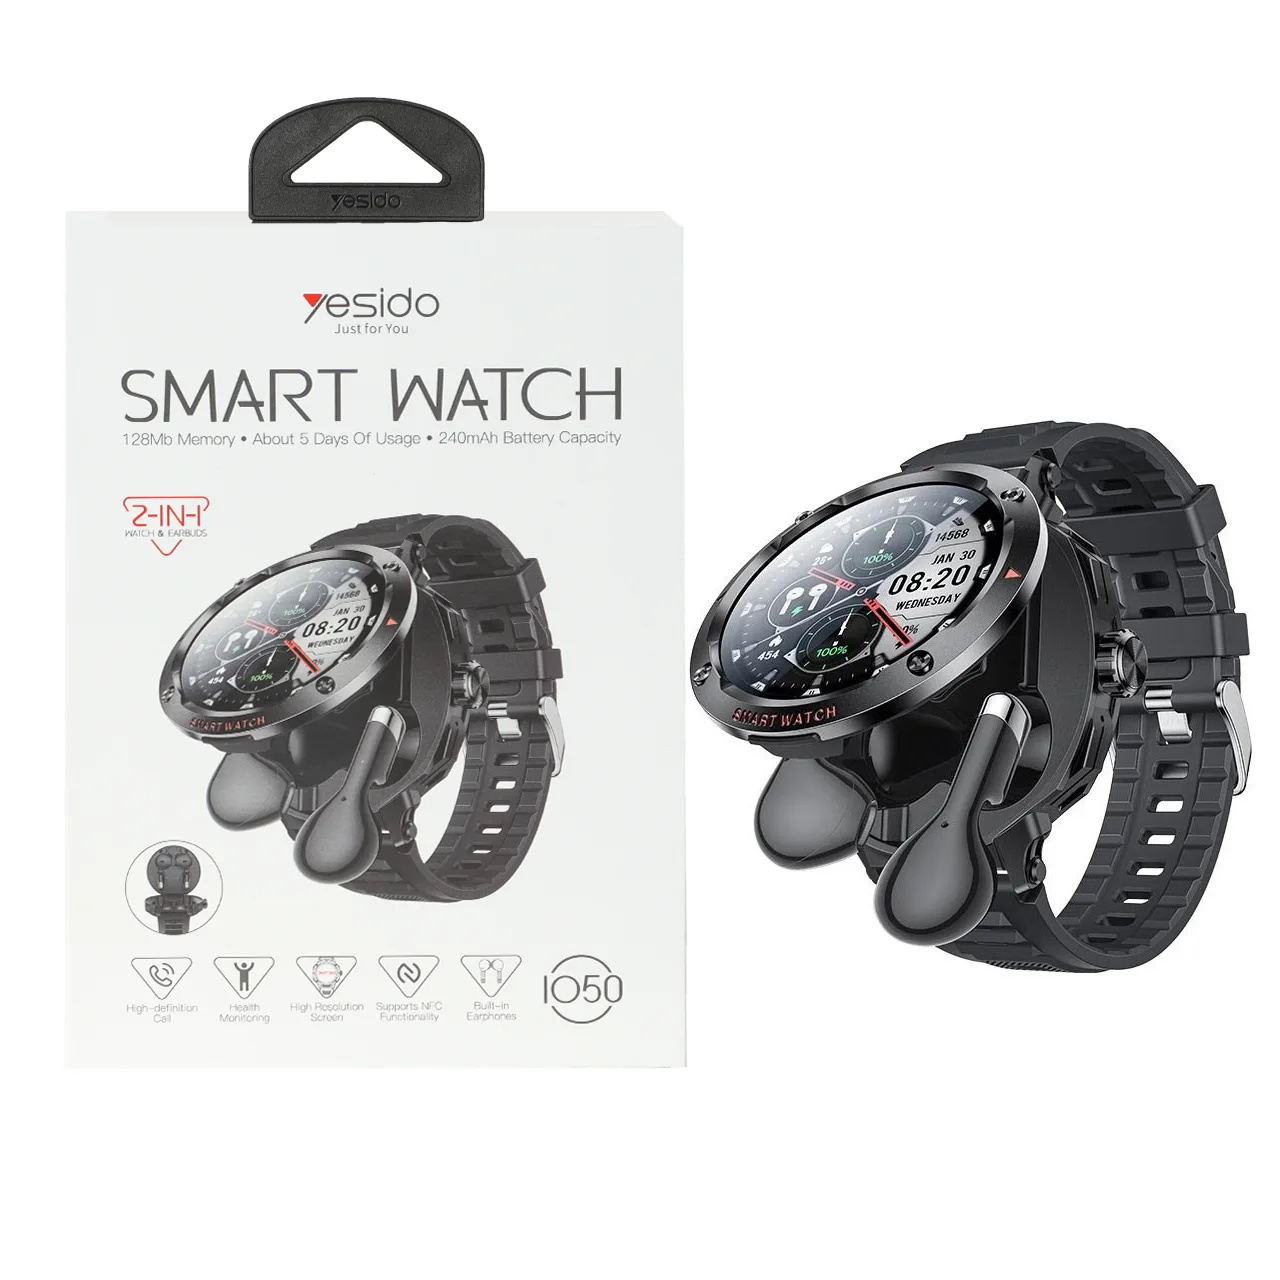 yesido
yesido
Just for You
SMART WATCH
128Mb Memory • About 5 Days Of Usage • 240mAh Battery Capacity
2-IN-1
WATCH & EARBUDS
14568
JAN 30
08:20
WEDNESDAY
26°
100%
454
100%
SMART WATCH
High-definition
Call
Health
Monitoring
High Resolution
Screen
Supports NFC
Functionality
Built-in
Earphones
IO50
14568
26°
100%
JAN 30
08:20
WEDNESDAY
454
100%
SMART WATCH